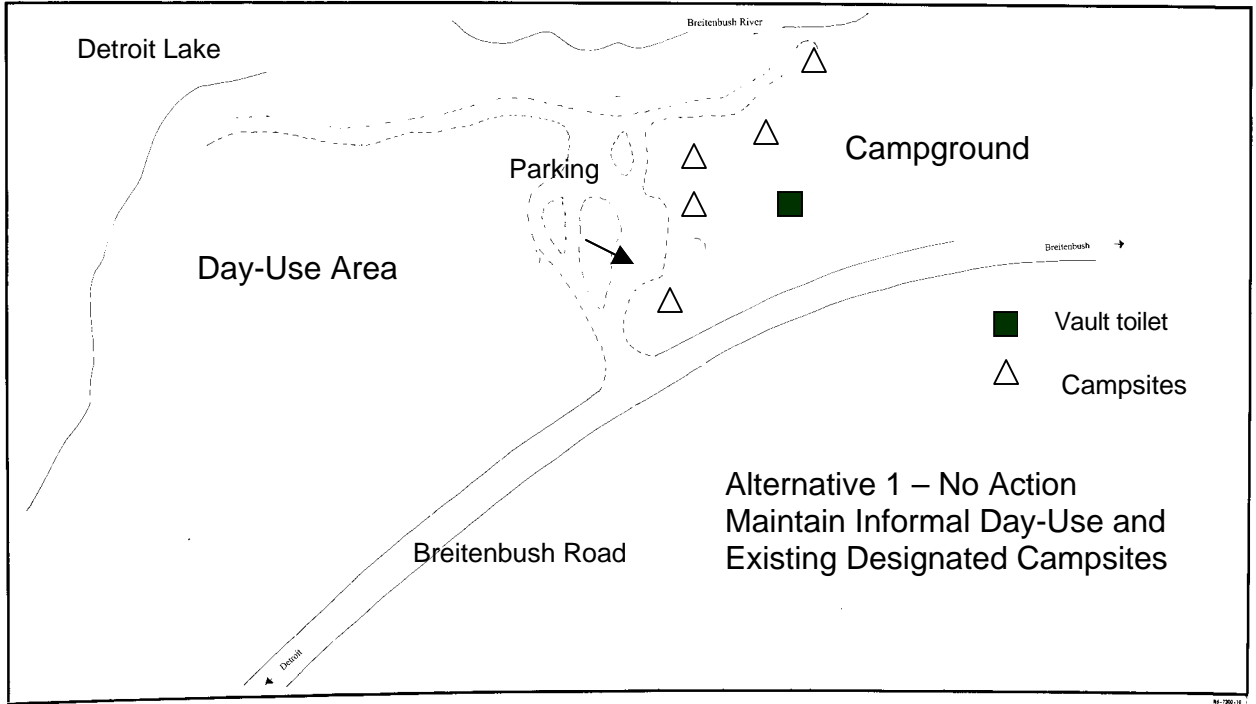 Breitenbush River
Detroit Lake
Campground
Parking
Breitenbush
Day-Use Area
Vault toilet
Campsites
Alternative 1 – No Action
Maintain Informal Day-Use and
Existing Designated Campsites
Breitenbush Road
Detroit